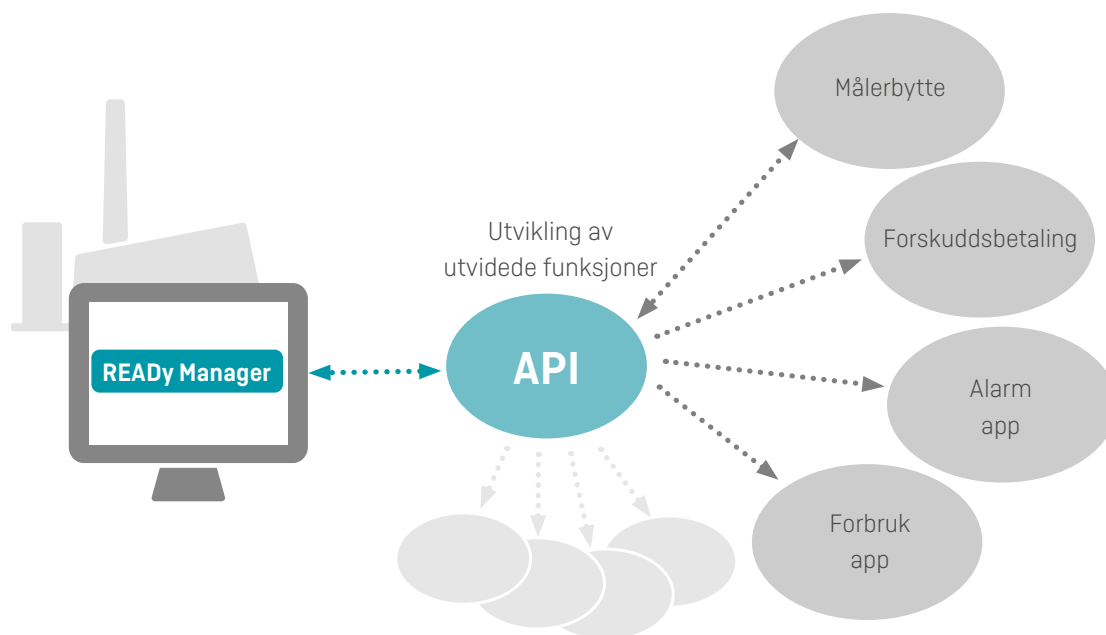 Målerbytte
Forskuddsbetaling
Utvikling av
utvidede funksjoner
READy Manager
API
Alarm
app
Forbruk
app